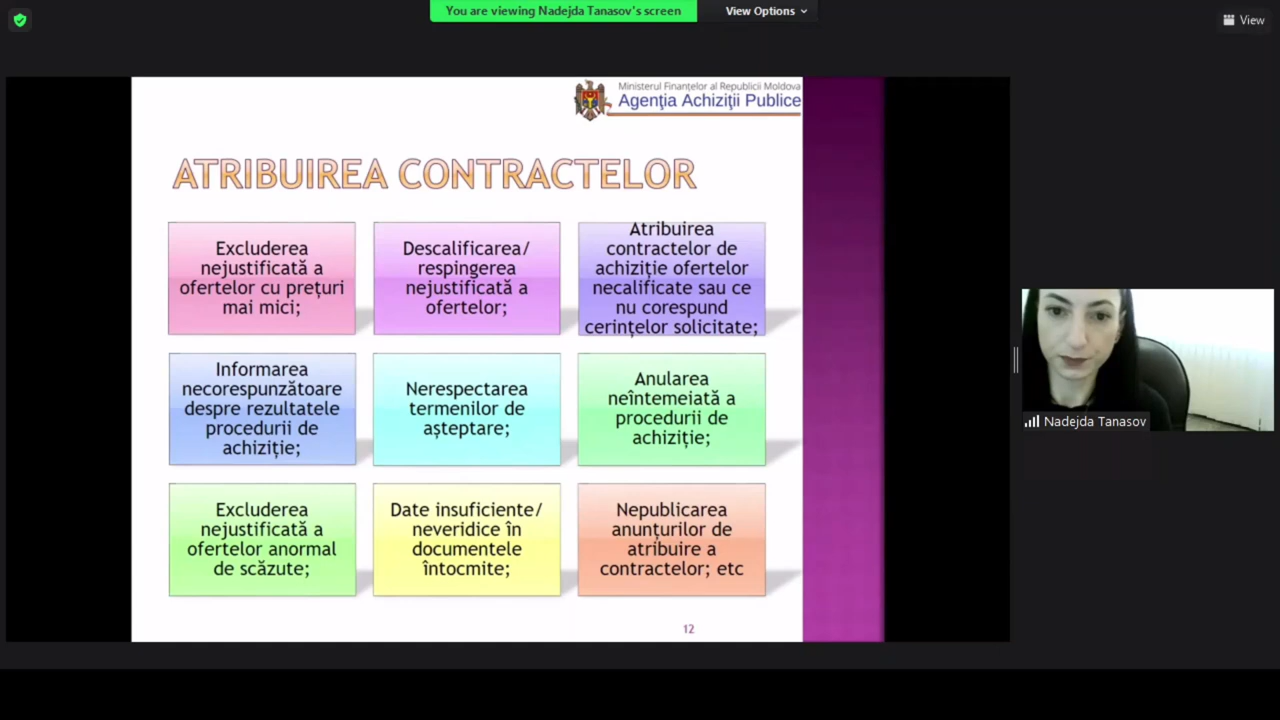 You are viewing Nadejda Tanasov's screen
View Options
View
Ministerul Finanțelor al Republicii Moldova
Agenţia Achiziţii Publice
ATRIBUIREA CONTRACTELOR
Excluderea
nejustificată a
ofertelor cu prețuri
mai mici;
Descalificarea/
respingerea
nejustificată a
ofertelor;
Atribuirea
contractelor de
achiziție ofertelor
necalificate sau ce
nu corespund
cerințelor solicitate;
Informarea
necorespunzătoare
despre rezultatele
procedurii de
achiziție;
Nerespectarea
termenilor de
așteptare;
Anularea
neîntemeiată a
procedurii de
achiziție;
Excluderea
nejustificată a
ofertelor anormal
de scăzute;
Date insuficiente/
neveridice în
documentele
întocmite;
Nepublicarea
anunțurilor de
atribuire a
contractelor; etc
12
Nadejda Tanasov